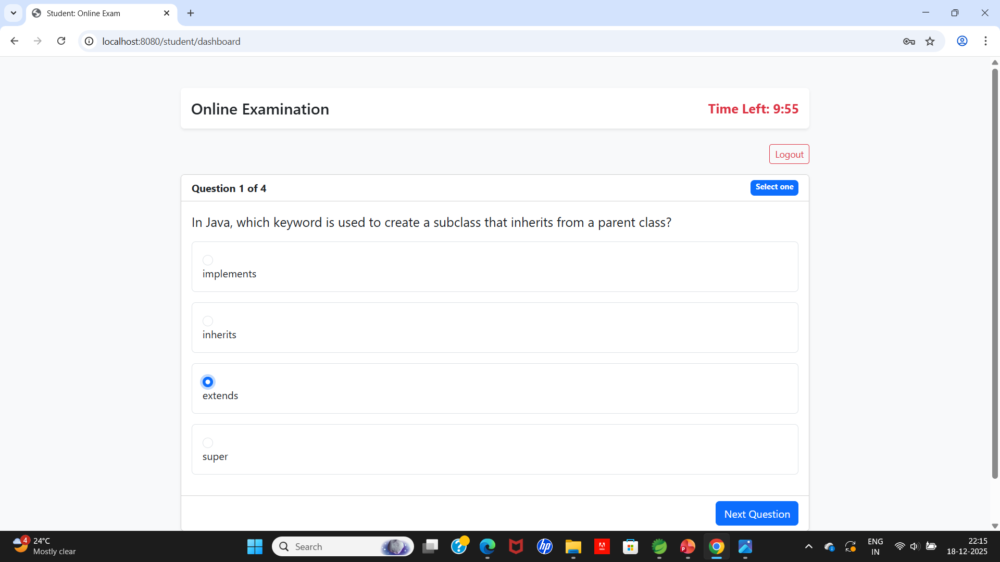 Student: Online Exam
localhost:8080/student/dashboard
Online Examination
Time Left: 9:55
Logout
Question 1 of 4
Select one
In Java, which keyword is used to create a subclass that inherits from a parent class?
implements
inherits
extends
super
Next Question
4
24°C
Mostly clear
Search
hp
P
ENG
IN
22:15
18-12-2025